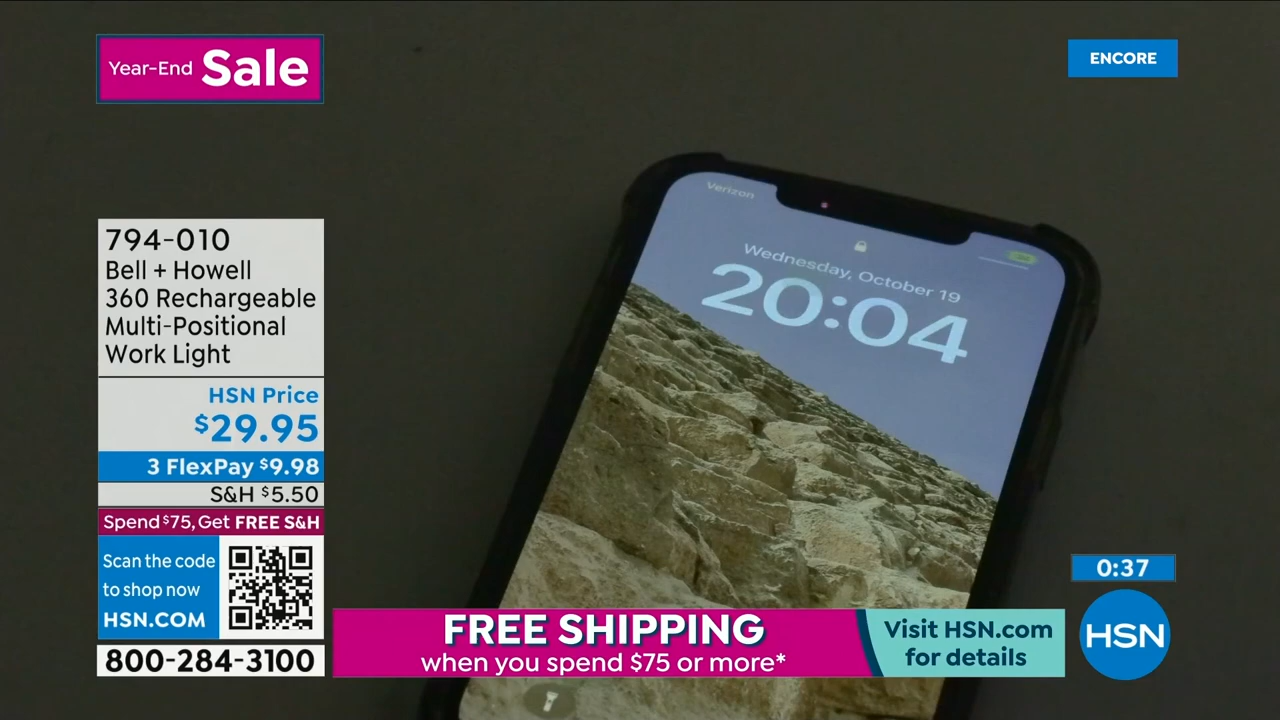 Year-End Sale
ENCORE
794-010
Bell + Howell
360 Rechargeable
Multi-Positional
Work Light
HSN Price
$29.95
3 FlexPay $9.98
S&H $5.50
Spend $75, Get FREE S&H
Scan the code
to shop now
HSN.COM
800-284-3100
Verizon
Wednesday, October 19
20:04
FREE SHIPPING
when you spend $75 or more*
Visit HSN.com
for details
0:37
HSN